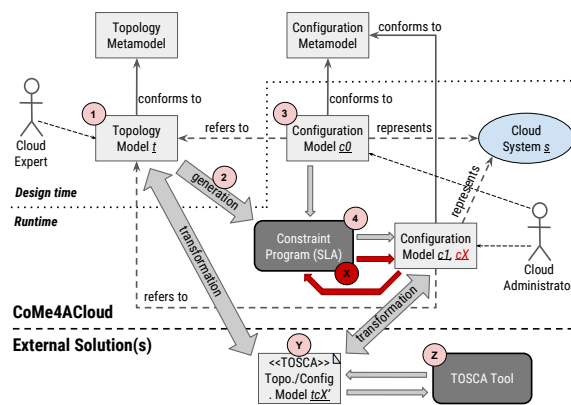 Topology
Metamodel
Configuration
Metamodel
conforms to
conforms to
conforms to
1
3
Topology
Model t
refers to
Configuration
Model c0
represents
Cloud
System s
Cloud
Expert
2
generation
Design time
Runtime
represents
4
Constraint
Program (SLA)
X
Configuration
Model c1, cX
Cloud
Administrato
transformation
refers to
transformation
CoMe4ACloud
External Solution(s)
Y
Z
<<TOSCA>>
Topo./Config
. Model tcX'
TOSCA Tool